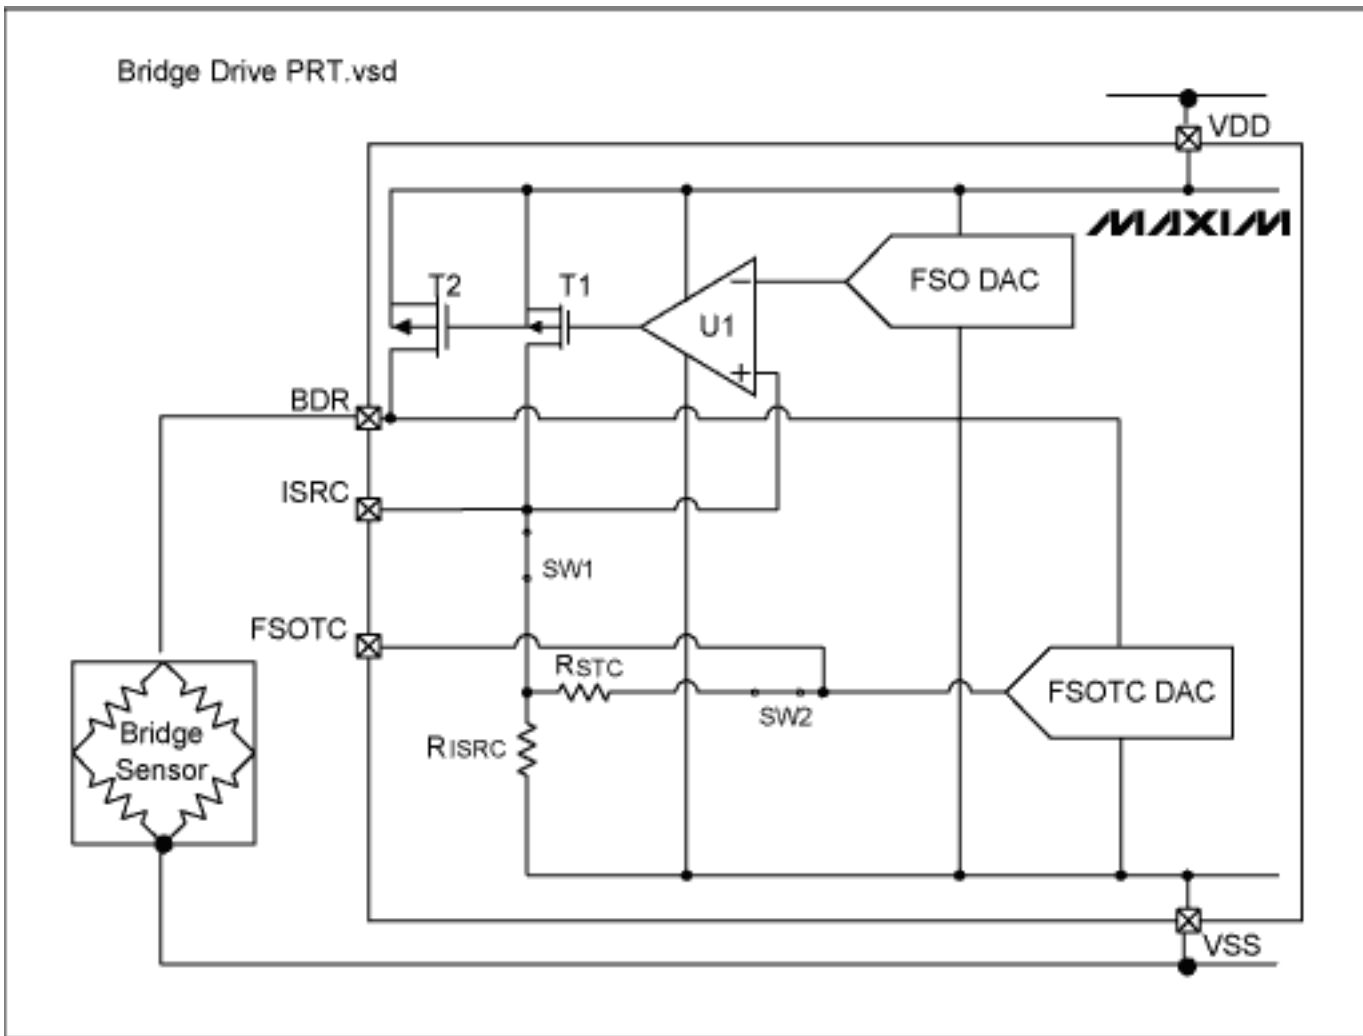 Bridge Drive PRT.vsd
VDD
MAXIM
FSO DAC
T2
T1
U1
−
+
BDR
ISRC
SW1
FSOTC
RSTC
SW2
FSOTC DAC
RISRC
Bridge
Sensor
VSS